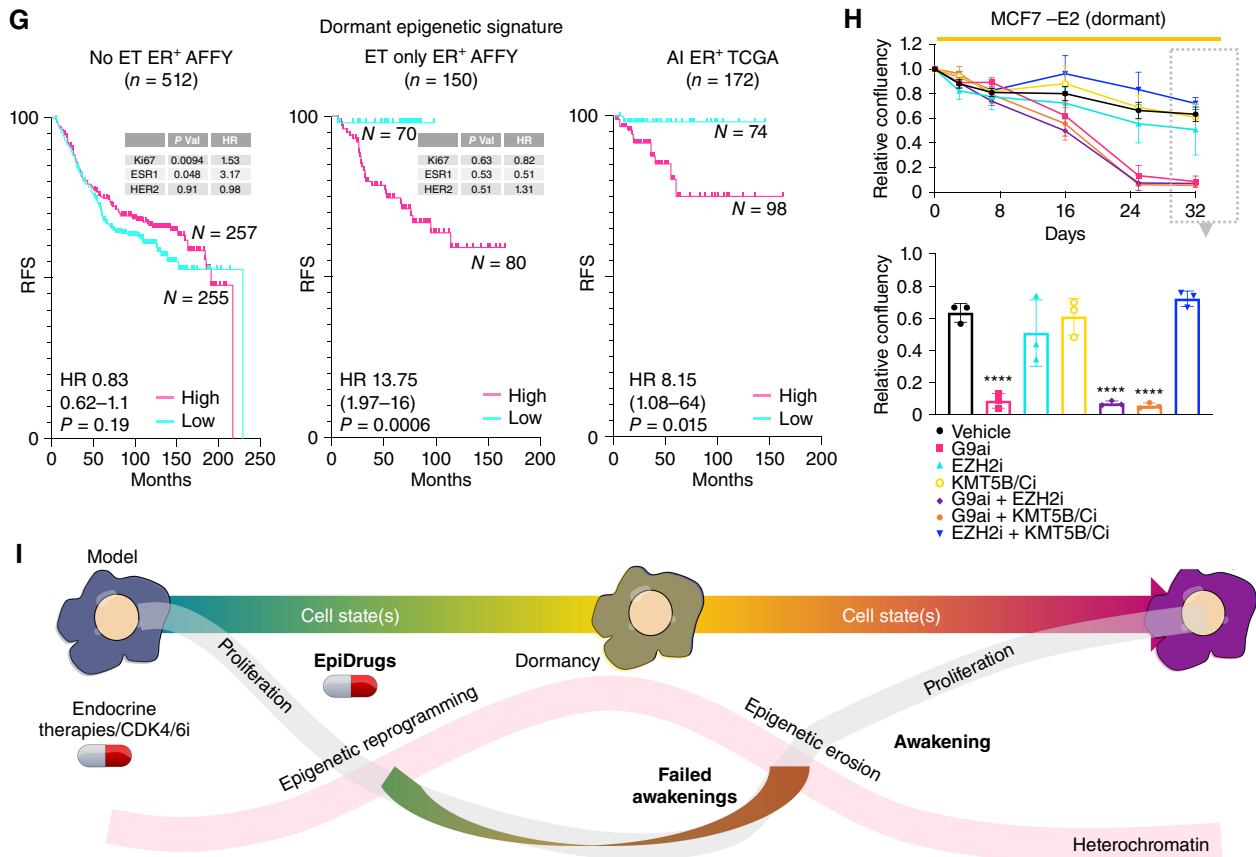 G
Dormant epigenetic signature
No ET ER+ AFFY
(n = 512)
100
RFS
0
P Val HR
Ki67 0.0094 1.53
ESR1 0.048 3.17
HER2 0.91 0.98
N = 257
N = 255
HR 0.83
0.62–1.1
P = 0.19
High
Low
0 50 100 150 200 250
Months
ET only ER+ AFFY
(n = 150)
100
RFS
0
N = 70
P Val HR
Ki67 0.63 0.82
ESR1 0.53 0.51
HER2 0.51 1.31
N = 80
HR 13.75
(1.97–16)
P = 0.0006
High
Low
0 50 100 150 200
Months
AI ER+ TCGA
(n = 172)
100
RFS
0
N = 74
N = 98
HR 8.15
(1.08–64)
P = 0.015
High
Low
0 50 100 150 200
Months
H
MCF7 –E2 (dormant)
Relative confluency
1.2
1.0
0.8
0.6
0.4
0.2
0
0 8 16 24 32
Days
Relative confluency
1.0
0.8
0.6
0.4
0.2
0
**** **** ****
Vehicle
G9ai
EZH2i
KMT5B/Ci
G9ai + EZH2i
G9ai + KMT5B/Ci
EZH2i + KMT5B/Ci
I
Model
Cell state(s)
Cell state(s)
Proliferation
EpiDrugs
Dormancy
Proliferation
Endocrine
therapies/CDK4/6i
Epigenetic reprogramming
Epigenetic erosion
Awakening
Failed
awakenings
Heterochromatin